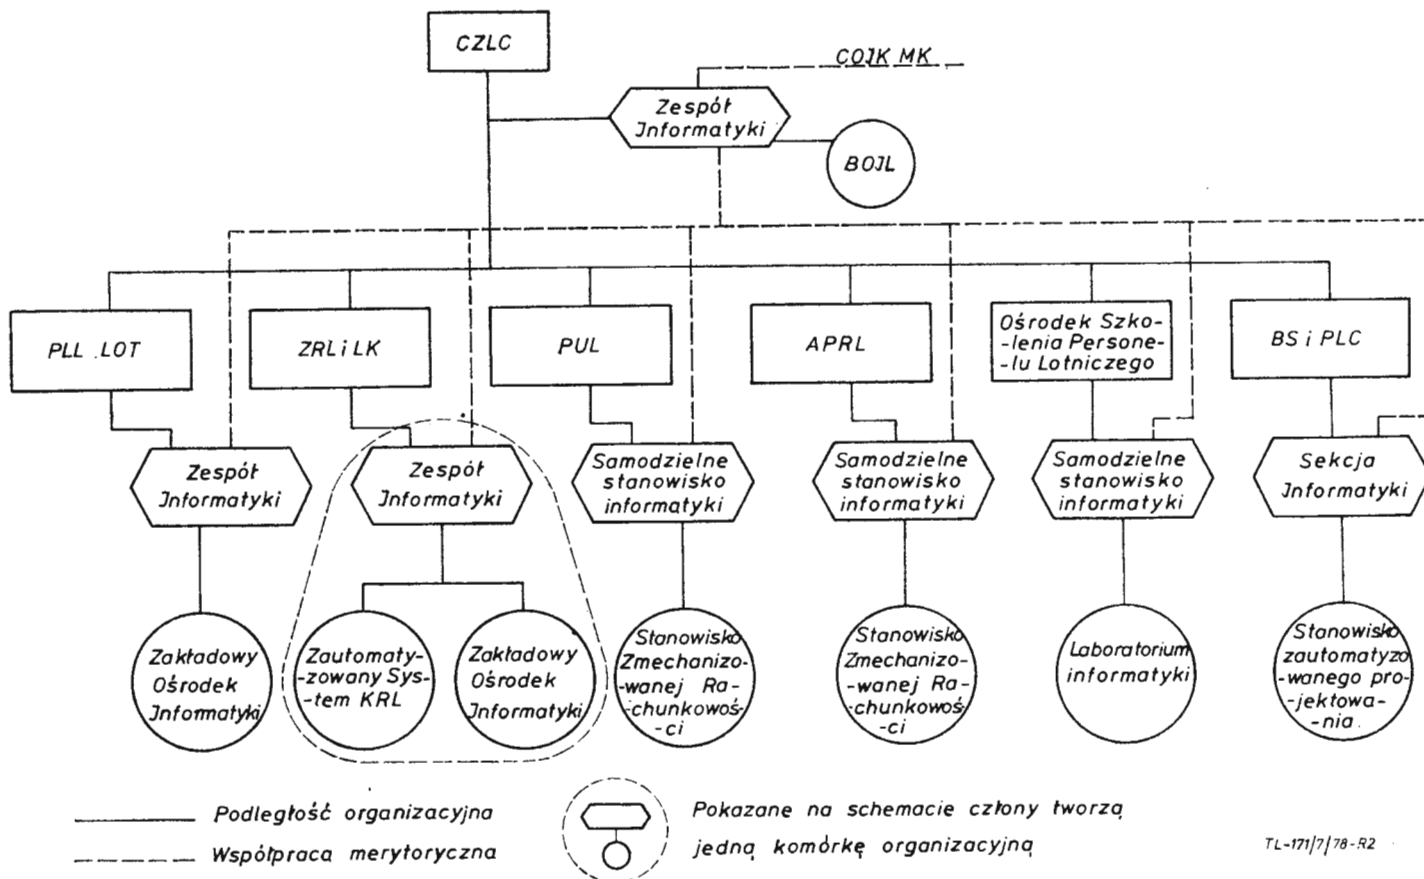 CZLC
COJK MK
Zespół
Informatyki
BOJL
PLL LOT
ZRL i LK
PUL
APRL
Ośrodek Szko-
-lenia Persone-
-lu Lotniczego
BS i PLC
Zespół
Informatyki
Zespół
Informatyki
Samodzielne
stanowisko
informatyki
Samodzielne
stanowisko
informatyki
Samodzielne
stanowisko
informatyki
Sekcja
Informatyki
Zakładowy
Ośrodek
Informatyki
Zautomaty-
-zowany Sys-
-tem KRL
Zakładowy
Ośrodek
Informatyki
Stanowisko
Zmechanizo-
-wanej Ra-
-chunkowoś-
-ci
Stanowisko
Zmechanizo-
-wanej Ra-
-chunkowoś-
-ci
Laboratorium
informatyki
Stanowisko
zautomatyzo
-wanego pro-
-jektowa-
-nia
Podległość organizacyjna
Współpraca merytoryczna
Pokazane na schemacie człony tworzą
jedną komórkę organizacyjną
TL-171/7/78-R2